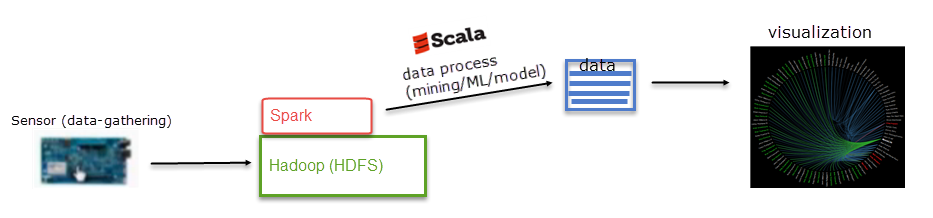 Sensor (data-gathering)
Spark
Hadoop (HDFS)
Scala
data process
(mining/ML/model)
data
visualization